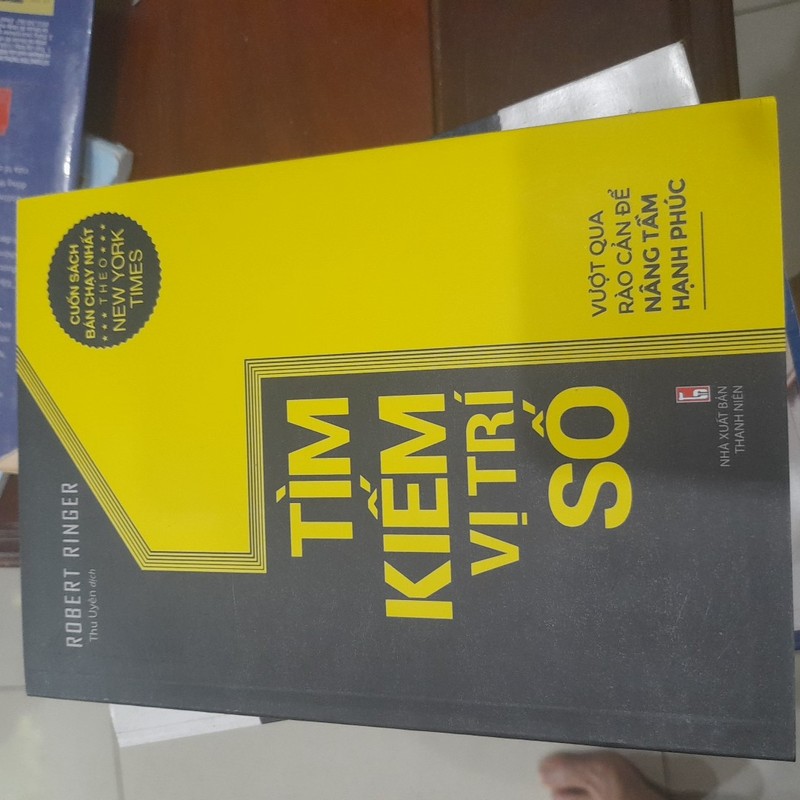 ROBERT RINGER
Thu Uyên dịch
CUỐN SÁCH
BÁN CHẠY NHẤT
★★★ THEO ★★★
NEW YORK
TIMES
TÌM
KIẾM
VỊ TRÍ
SỐ
VƯỢT QUA
RÀO CẢN ĐỂ
NÂNG TẦM
HẠNH PHÚC
NHÀ XUẤT BẢN
THANH NIÊN